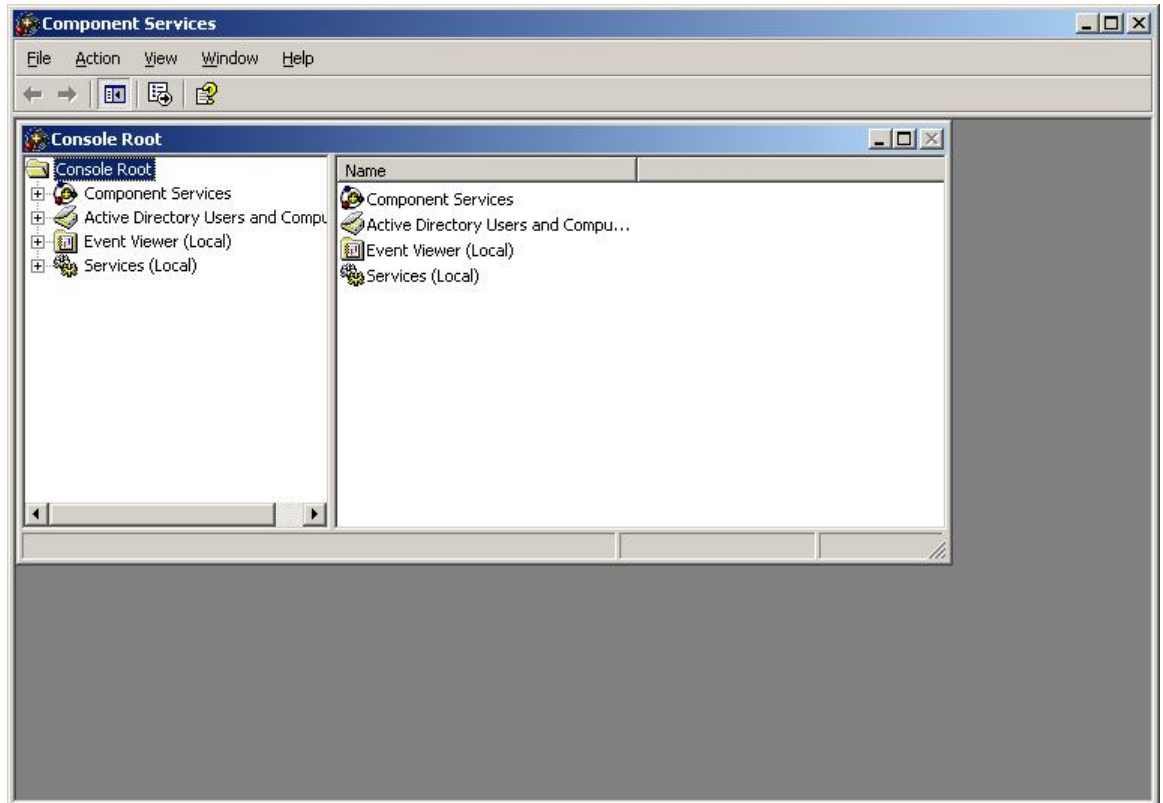 Component Services
File Action View Window Help
Console Root
Console Root
Component Services
Active Directory Users and Compu
Event Viewer (Local)
Services (Local)
Name
Component Services
Active Directory Users and Compu...
Event Viewer (Local)
Services (Local)